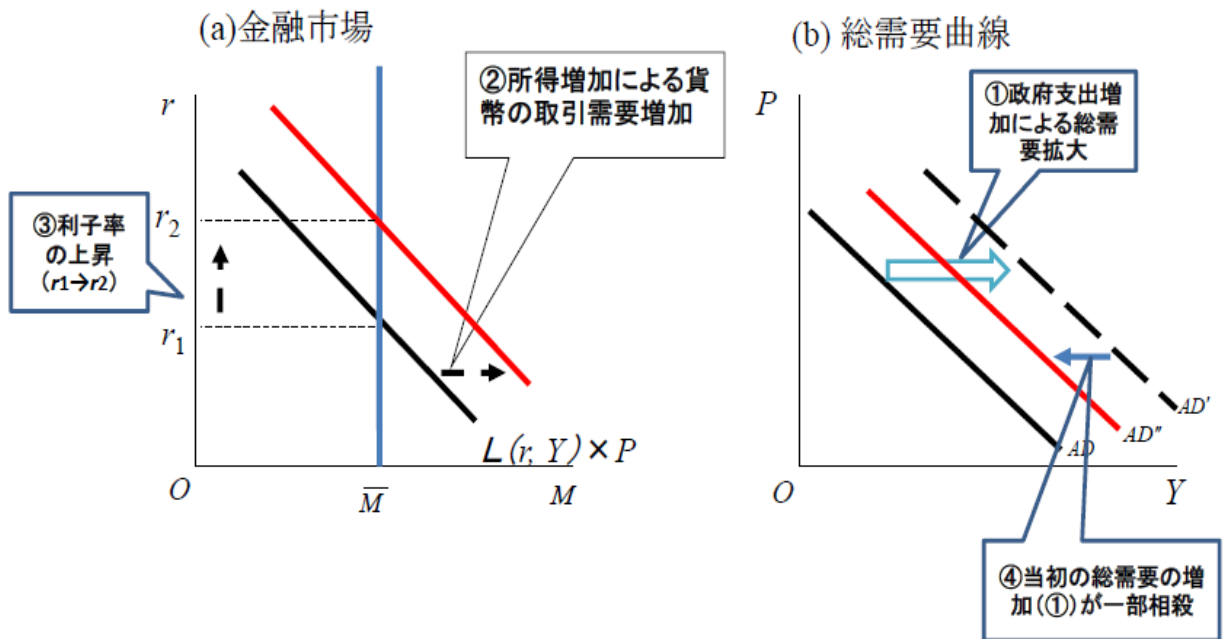 (a)金融市場
(b) 総需要曲線
②所得増加による貨
幣の取引需要増加
①政府支出増
加による総需
要拡大
r
P
③利子率
の上昇
(r1→r2)
r2
r1
L(r, Y)×P
O
M̅
M
AD'
AD"
AD
O
Y
④当初の総需要の増
加(①)が一部相殺